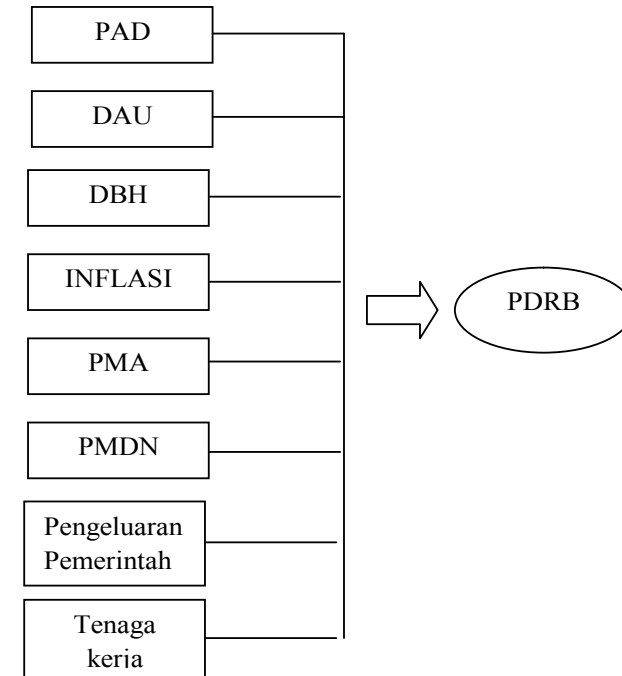 PAD
DAU
DBH
INFLASI
PMA
PDRB
PMDN
Pengeluaran
Pemerintah
Tenaga
kerja